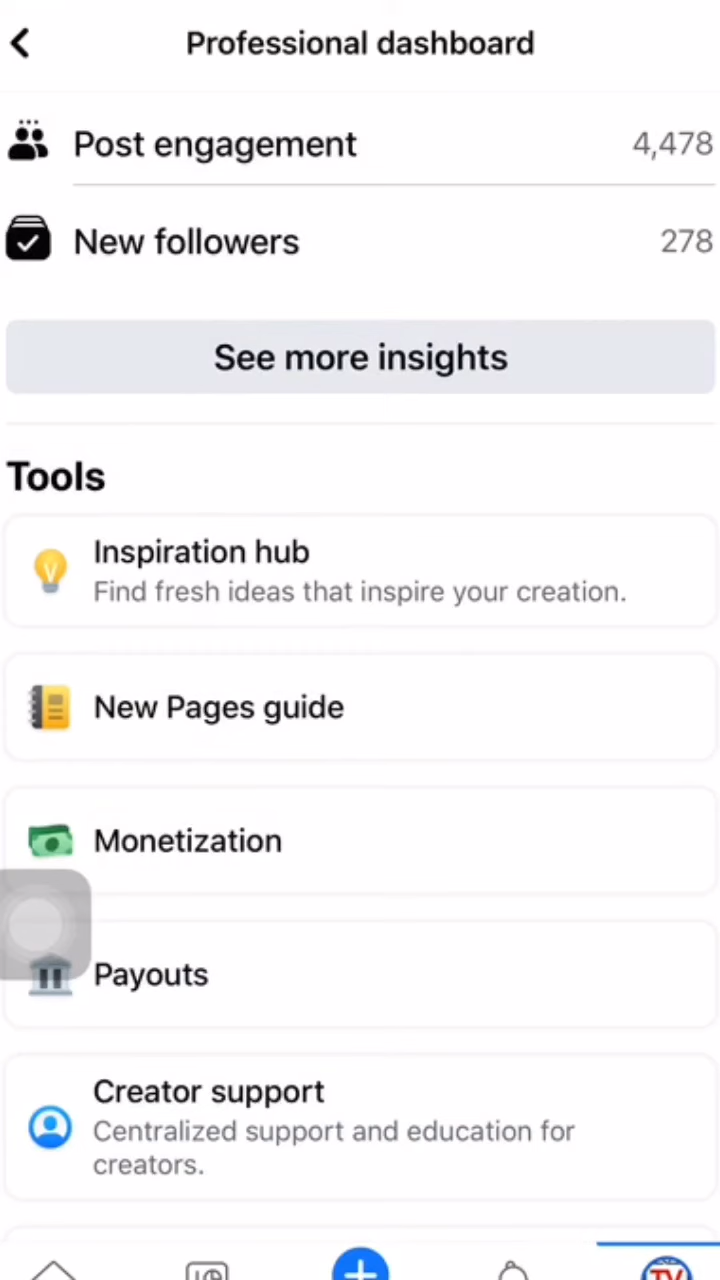 Professional dashboard
Post engagement 4,478
New followers 278
See more insights
Tools
Inspiration hub
Find fresh ideas that inspire your creation.
New Pages guide
Monetization
Payouts
Creator support
Centralized support and education for
creators.
TV